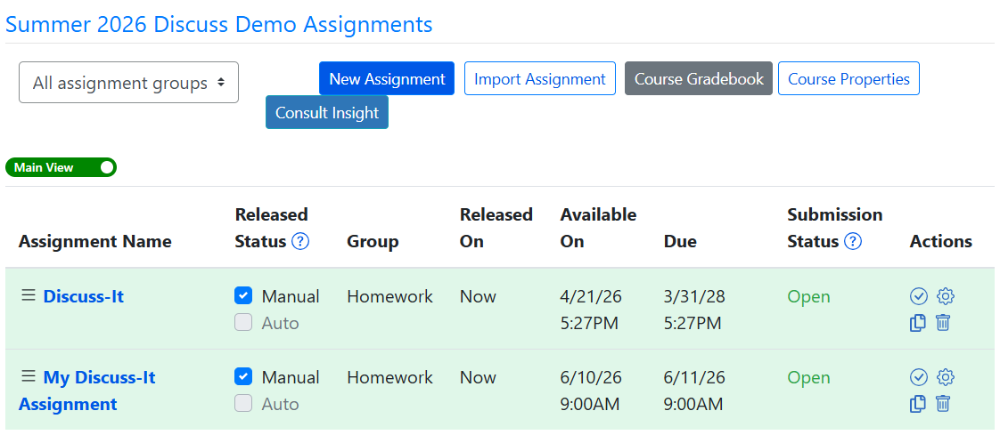 Summer 2026 Discuss Demo Assignments
All assignment groups
New Assignment
Import Assignment
Course Gradebook
Course Properties
Consult Insight
Main View
Assignment Name
Released Status ?
Group
Released On
Available On
Due
Submission Status ?
Actions
Discuss-It
Manual
Auto
Homework
Now
4/21/26 5:27PM
3/31/28 5:27PM
Open
My Discuss-It Assignment
Manual
Auto
Homework
Now
6/10/26 9:00AM
6/11/26 9:00AM
Open